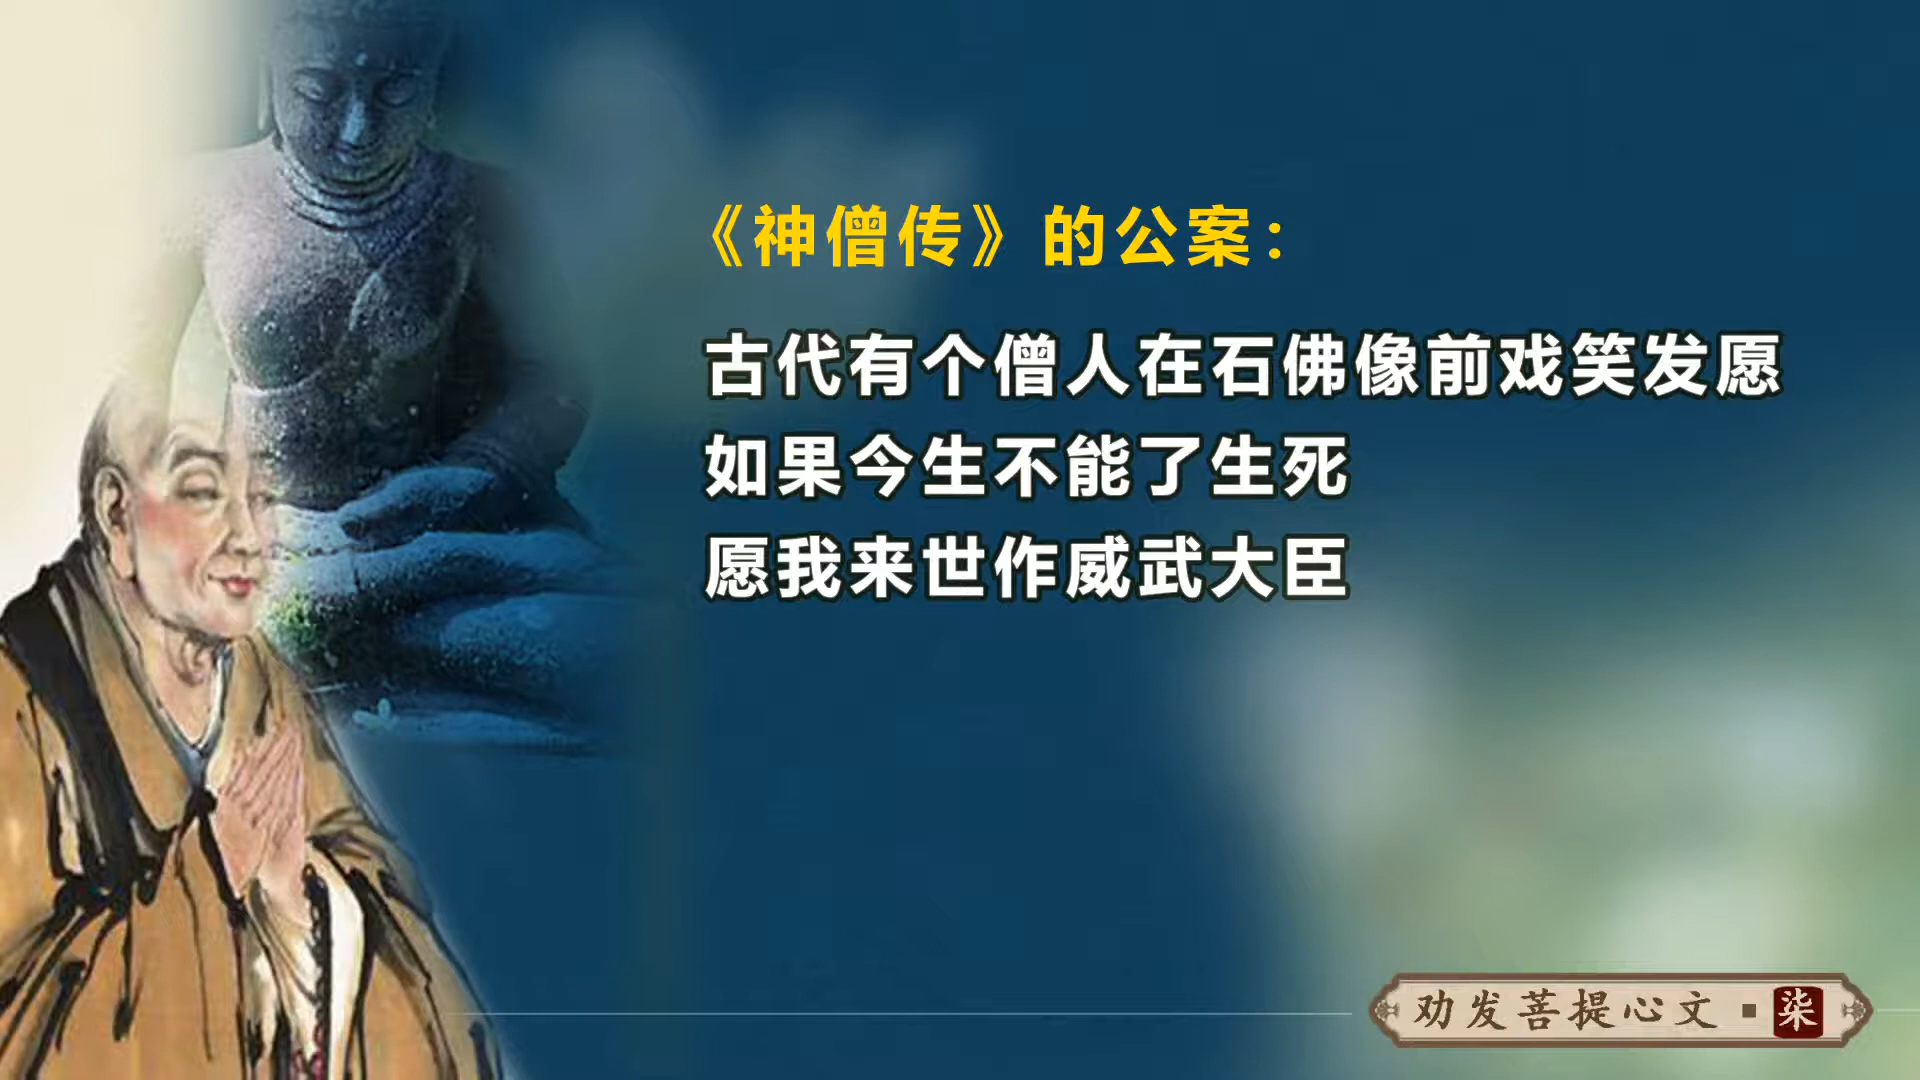 《神僧传》的公案：
古代有个僧人在石佛像前戏笑发愿
如果今生不能了生死
愿我来世作威武大臣
劝发菩提心文·柒